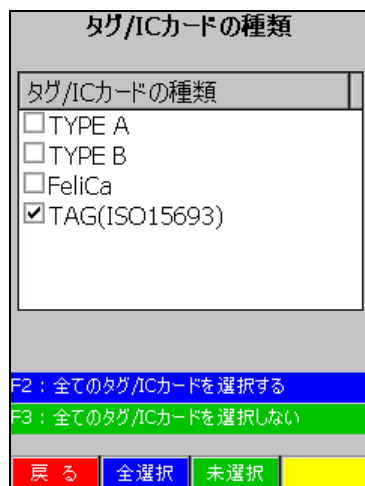 タグ/ICカードの種類
タグ/ICカードの種類
TYPE A
TYPE B
FeliCa
TAG(ISO15693)
F2：全てのタグ/ICカードを選択する
F3：全てのタグ/ICカードを選択しない
戻る 全選択 未選択